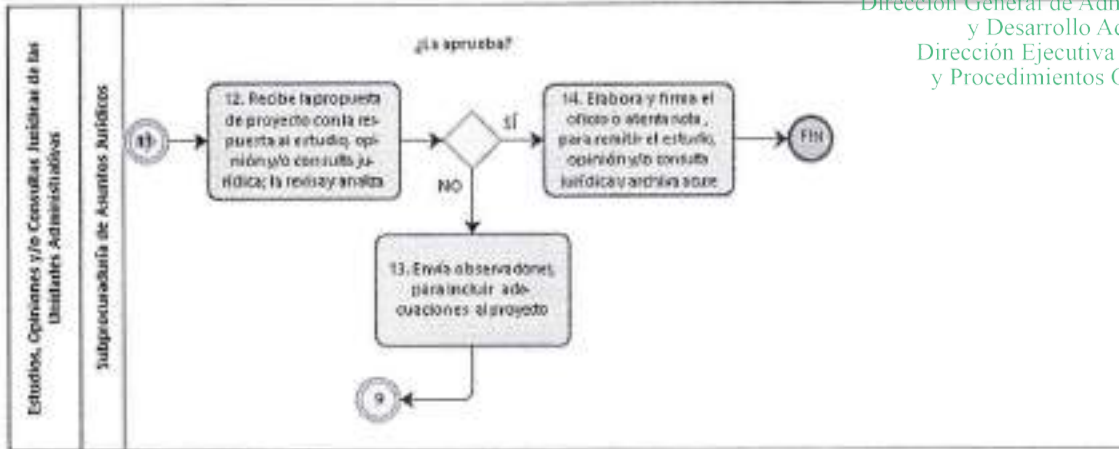 Dirección General de Adm
y Desarrollo Ad
Dirección Ejecutiva
y Procedimientos
Estudios, Opiniones y/o Consultas Jurídicas de las
Unidades Administrativas
Subprocuraduría de Asuntos Jurídicos
¿La aprueba?
12. Recibe la propuesta
de proyecto con la res-
puesta al estudio, opi-
nión y/o consulta ju-
rídica; la revisa y analiza
SÍ
14. Elabora y firma el
oficio o atenta nota,
para remitir el estudio,
opinión y/o consulta
jurídica y archiva acuse
FIN
NO
13. Envía observaciones,
para incluir ade-
cuaciones al proyecto
9